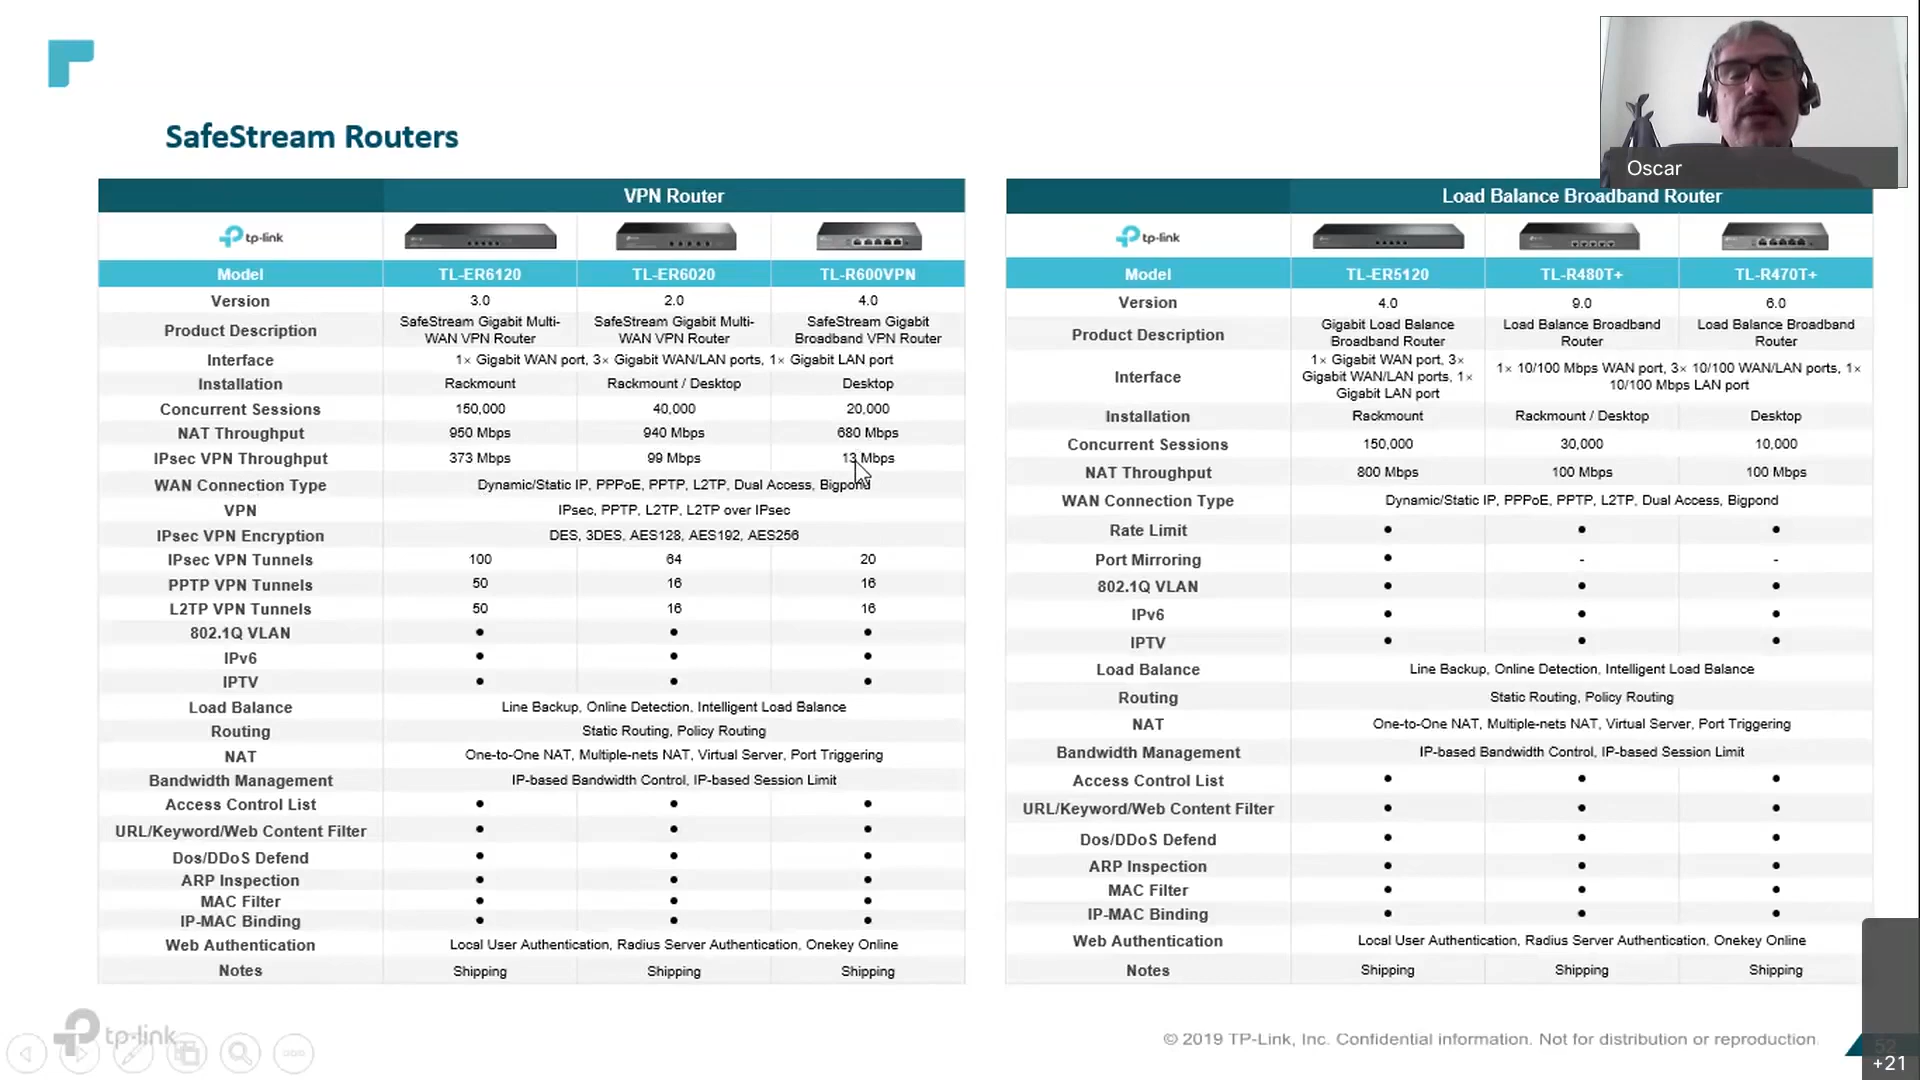 Oscar
SafeStream Routers
VPN Router
tp-link
Model TL-ER6120 TL-ER6020 TL-R600VPN
Version 3.0 2.0 4.0
Product Description SafeStream Gigabit Multi-WAN VPN Router SafeStream Gigabit Multi-WAN VPN Router SafeStream Gigabit Broadband VPN Router
Interface 1× Gigabit WAN port, 3× Gigabit WAN/LAN ports, 1× Gigabit LAN port
Installation Rackmount Rackmount / Desktop Desktop
Concurrent Sessions 150,000 40,000 20,000
NAT Throughput 950 Mbps 940 Mbps 680 Mbps
IPsec VPN Throughput 373 Mbps 99 Mbps 13 Mbps
WAN Connection Type Dynamic/Static IP, PPPoE, PPTP, L2TP, Dual Access, Bigpond
VPN IPsec, PPTP, L2TP, L2TP over IPsec
IPsec VPN Encryption DES, 3DES, AES128, AES192, AES256
IPsec VPN Tunnels 100 64 20
PPTP VPN Tunnels 50 16 16
L2TP VPN Tunnels 50 16 16
802.1Q VLAN ● ● ●
IPv6 ● ● ●
IPTV ● ● ●
Load Balance Line Backup, Online Detection, Intelligent Load Balance
Routing Static Routing, Policy Routing
NAT One-to-One NAT, Multiple-nets NAT, Virtual Server, Port Triggering
Bandwidth Management IP-based Bandwidth Control, IP-based Session Limit
Access Control List ● ● ●
URL/Keyword/Web Content Filter ● ● ●
Dos/DDoS Defend ● ● ●
ARP Inspection ● ● ●
MAC Filter ● ● ●
IP-MAC Binding ● ● ●
Web Authentication Local User Authentication, Radius Server Authentication, Onekey Online
Notes Shipping Shipping Shipping
Load Balance Broadband Router
tp-link
Model TL-ER5120 TL-R480T+ TL-R470T+
Version 4.0 9.0 6.0
Product Description Gigabit Load Balance Broadband Router Load Balance Broadband Router Load Balance Broadband Router
Interface 1× Gigabit WAN port, 3× Gigabit WAN/LAN ports, 1× Gigabit LAN port 1× 10/100 Mbps WAN port, 3× 10/100 WAN/LAN ports, 1× 10/100 Mbps LAN port
Installation Rackmount Rackmount / Desktop Desktop
Concurrent Sessions 150,000 30,000 10,000
NAT Throughput 800 Mbps 100 Mbps 100 Mbps
WAN Connection Type Dynamic/Static IP, PPPoE, PPTP, L2TP, Dual Access, Bigpond
Rate Limit ● ● ●
Port Mirroring ● - -
802.1Q VLAN ● ● ●
IPv6 ● ● ●
IPTV ● ● ●
Load Balance Line Backup, Online Detection, Intelligent Load Balance
Routing Static Routing, Policy Routing
NAT One-to-One NAT, Multiple-nets NAT, Virtual Server, Port Triggering
Bandwidth Management IP-based Bandwidth Control, IP-based Session Limit
Access Control List ● ● ●
URL/Keyword/Web Content Filter ● ● ●
Dos/DDoS Defend ● ● ●
ARP Inspection ● ● ●
MAC Filter ● ● ●
IP-MAC Binding ● ● ●
Web Authentication Local User Authentication, Radius Server Authentication, Onekey Online
Notes Shipping Shipping Shipping
tp-link
© 2019 TP-Link, Inc. Confidential information. Not for distribution or reproduction.
52
+21